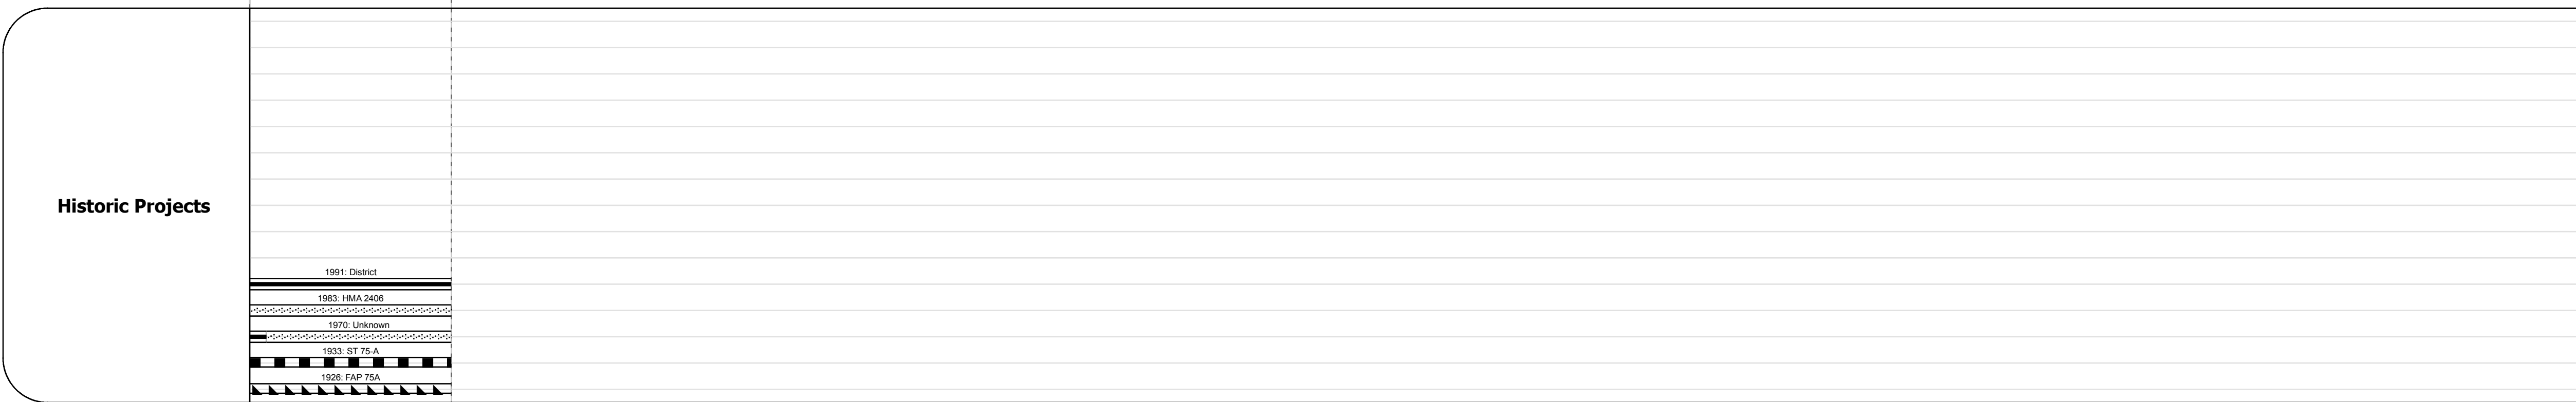 Historic Projects
1991: District
1983: HMA 2406
1970: Unknown
1933: ST 75-A
1926: FAP 75A